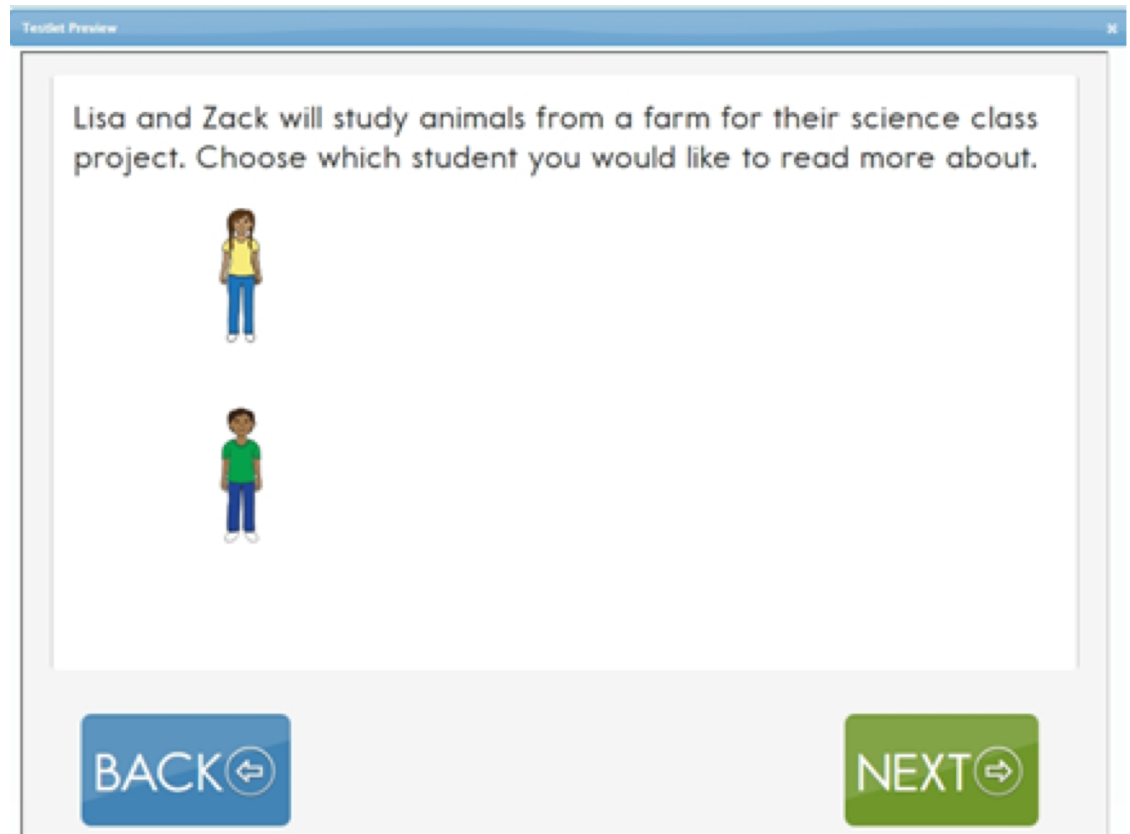 Testlet Preview
Lisa and Zack will study animals from a farm for their science class
project. Choose which student you would like to read more about.
BACK
NEXT